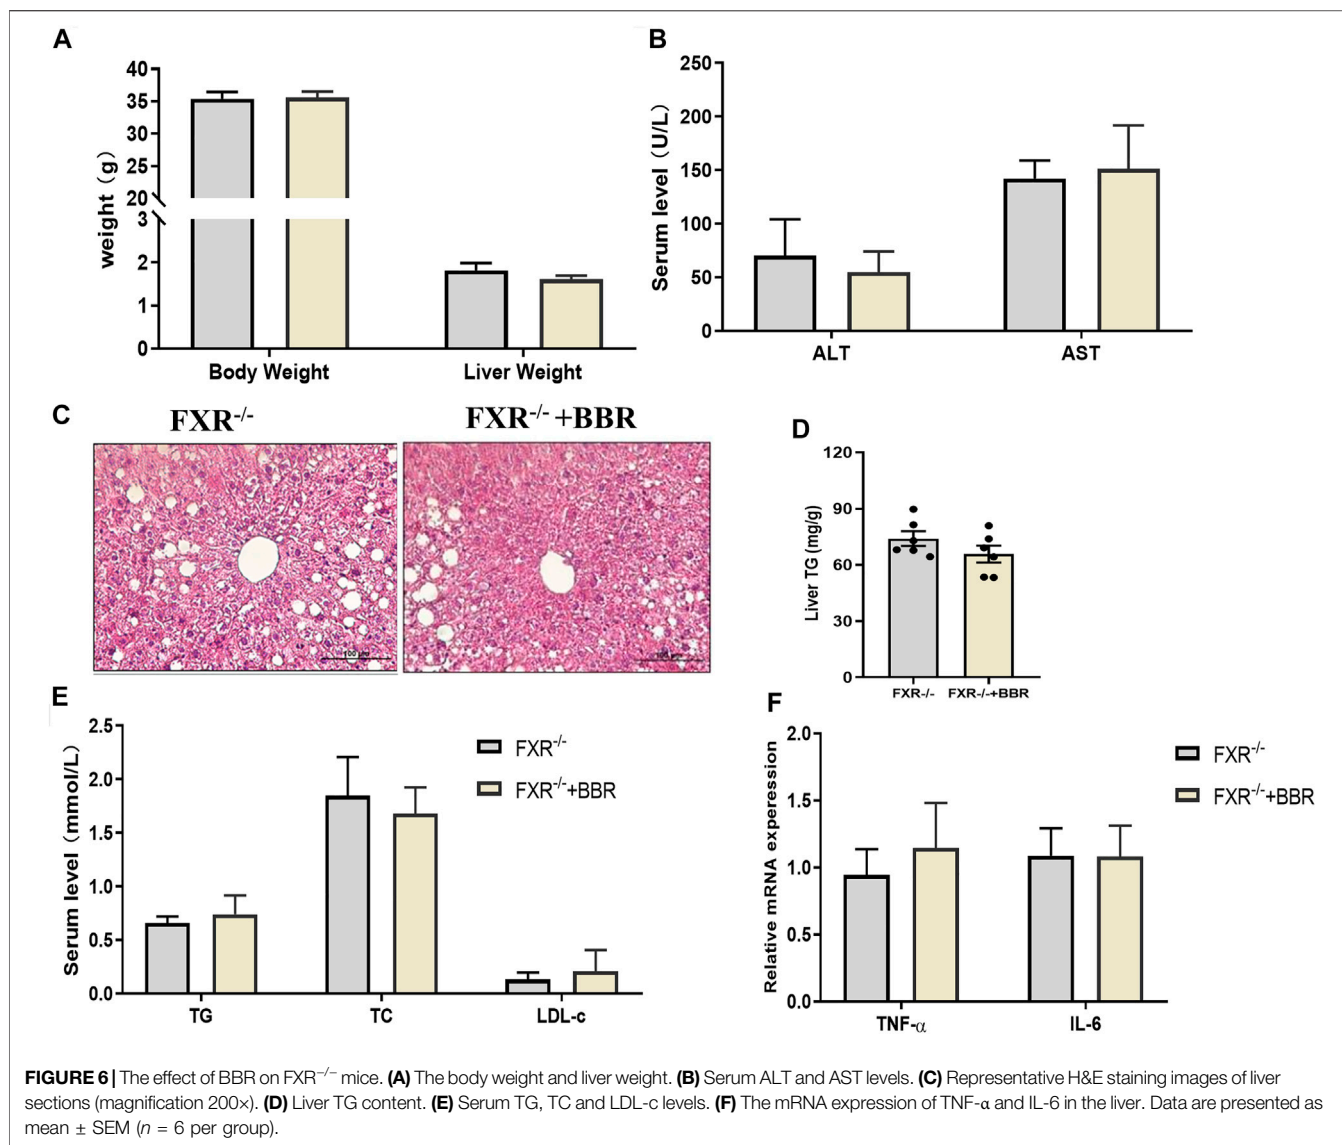 A
40
35
30
25
20
3
2
1
0
weight (g)
Body Weight
Liver Weight
B
250
200
150
100
50
0
Serum level (U/L)
ALT
AST
C
FXR-/-
FXR-/- +BBR
100 μm
100 μm
D
120
90
60
30
0
Liver TG (mg/g)
FXR-/-
FXR-/-+BBR
E
2.5
2.0
1.5
1.0
0.5
0.0
Serum level (mmol/L)
TG
TC
LDL-c
FXR-/-
FXR-/-+BBR
F
2.0
1.5
1.0
0.5
0.0
Relative mRNA experession
TNF-α
IL-6
FXR-/-
FXR-/-+BBR
FIGURE 6 | The effect of BBR on FXR−/− mice. (A) The body weight and liver weight. (B) Serum ALT and AST levels. (C) Representative H&E staining images of liver
sections (magnification 200×). (D) Liver TG content. (E) Serum TG, TC and LDL-c levels. (F) The mRNA expression of TNF-α and IL-6 in the liver. Data are presented as
mean ± SEM (n = 6 per group).